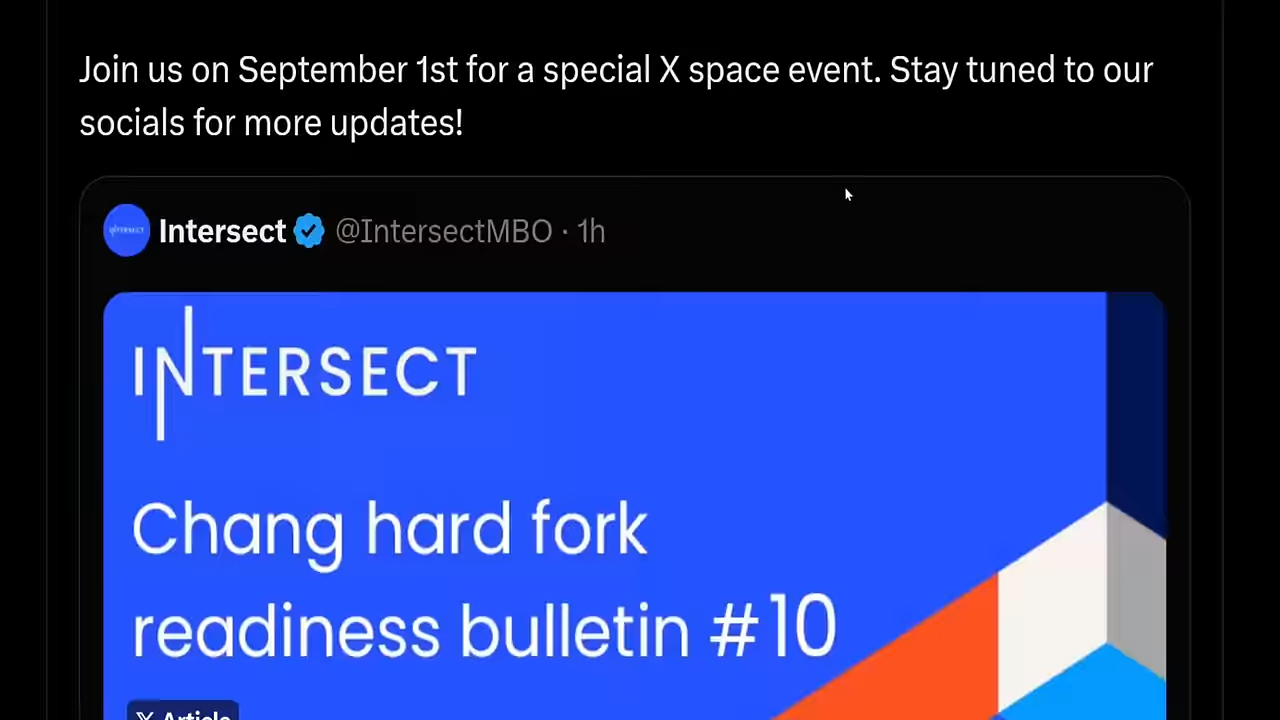 Join us on September 1st for a special X space event. Stay tuned to our
socials for more updates!
Intersect @IntersectMBO · 1h
INTERSECT
Chang hard fork
readiness bulletin #10
X Article